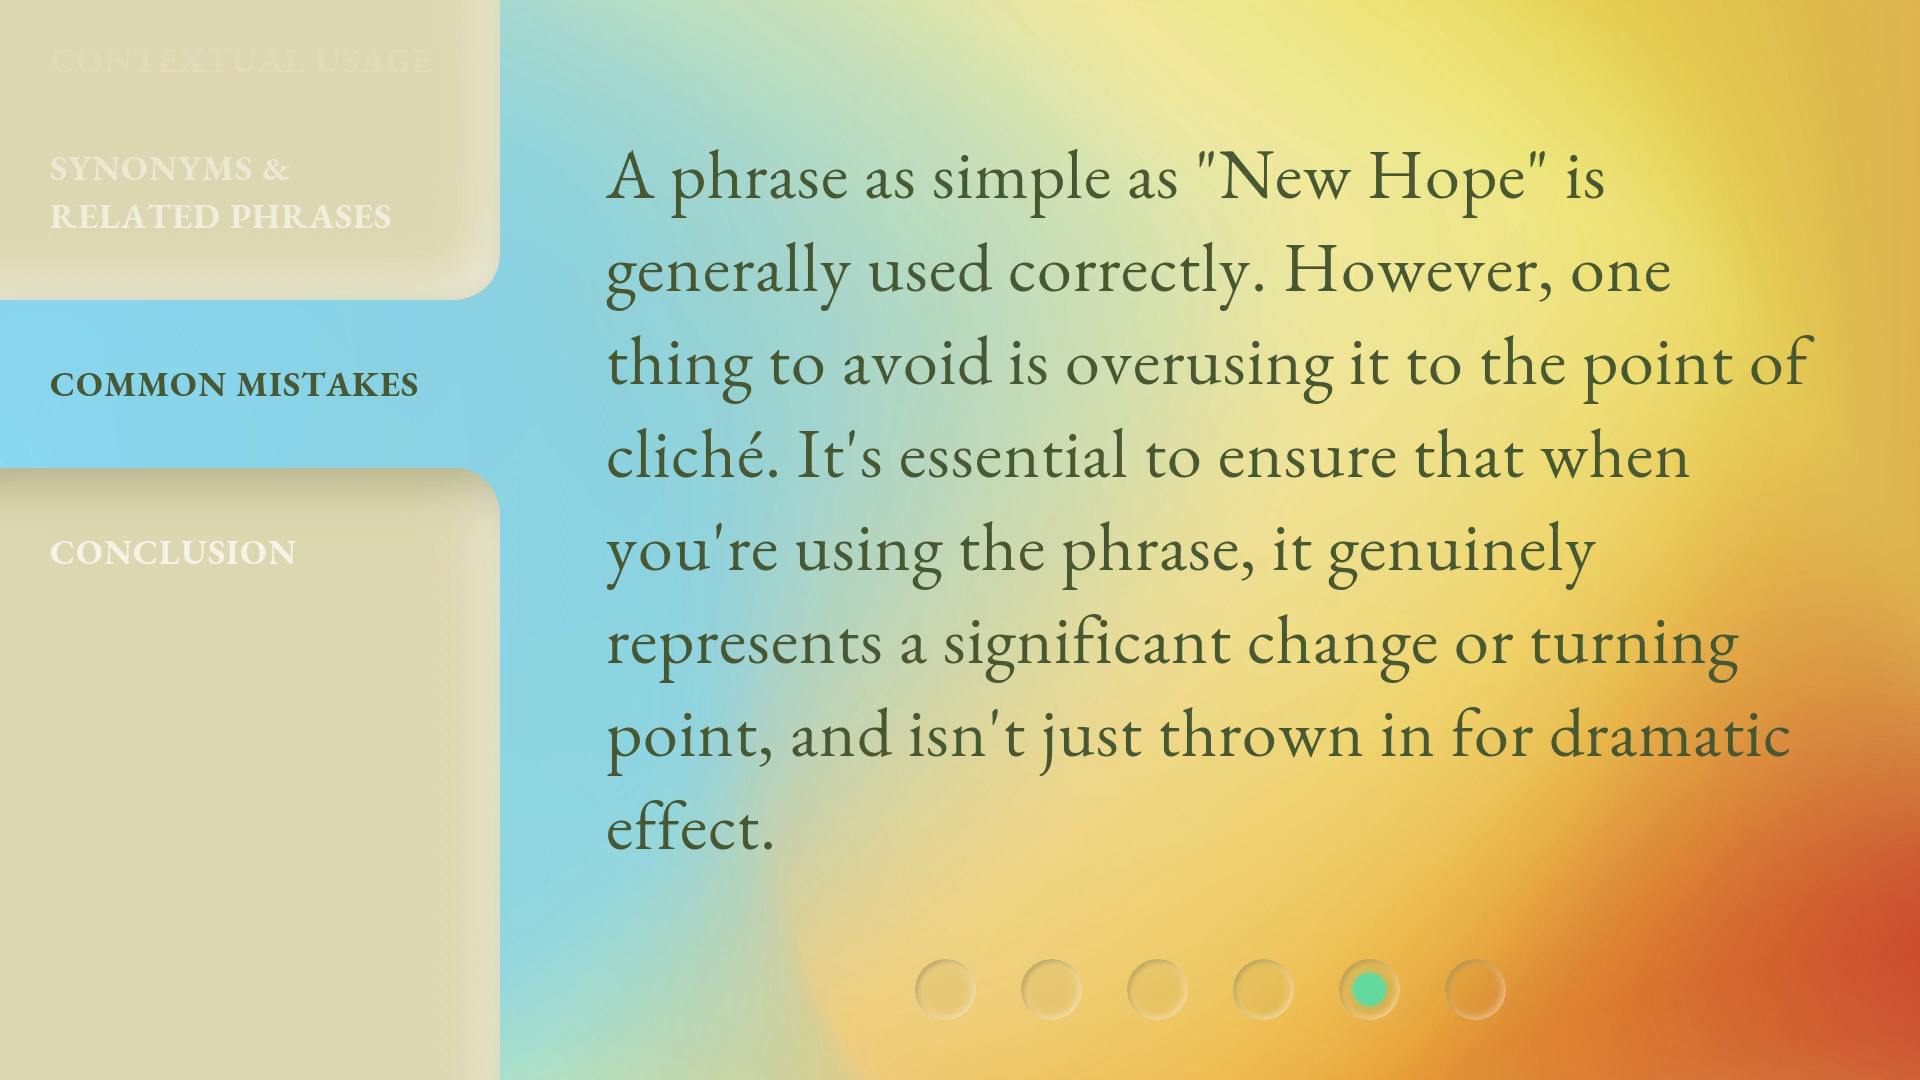 CONTEXTUAL USAGE
SYNONYMS &
RELATED PHRASES
COMMON MISTAKES
CONCLUSION
A phrase as simple as "New Hope" is
generally used correctly. However, one
thing to avoid is overusing it to the point of
cliché. It's essential to ensure that when
you're using the phrase, it genuinely
represents a significant change or turning
point, and isn't just thrown in for dramatic
effect.